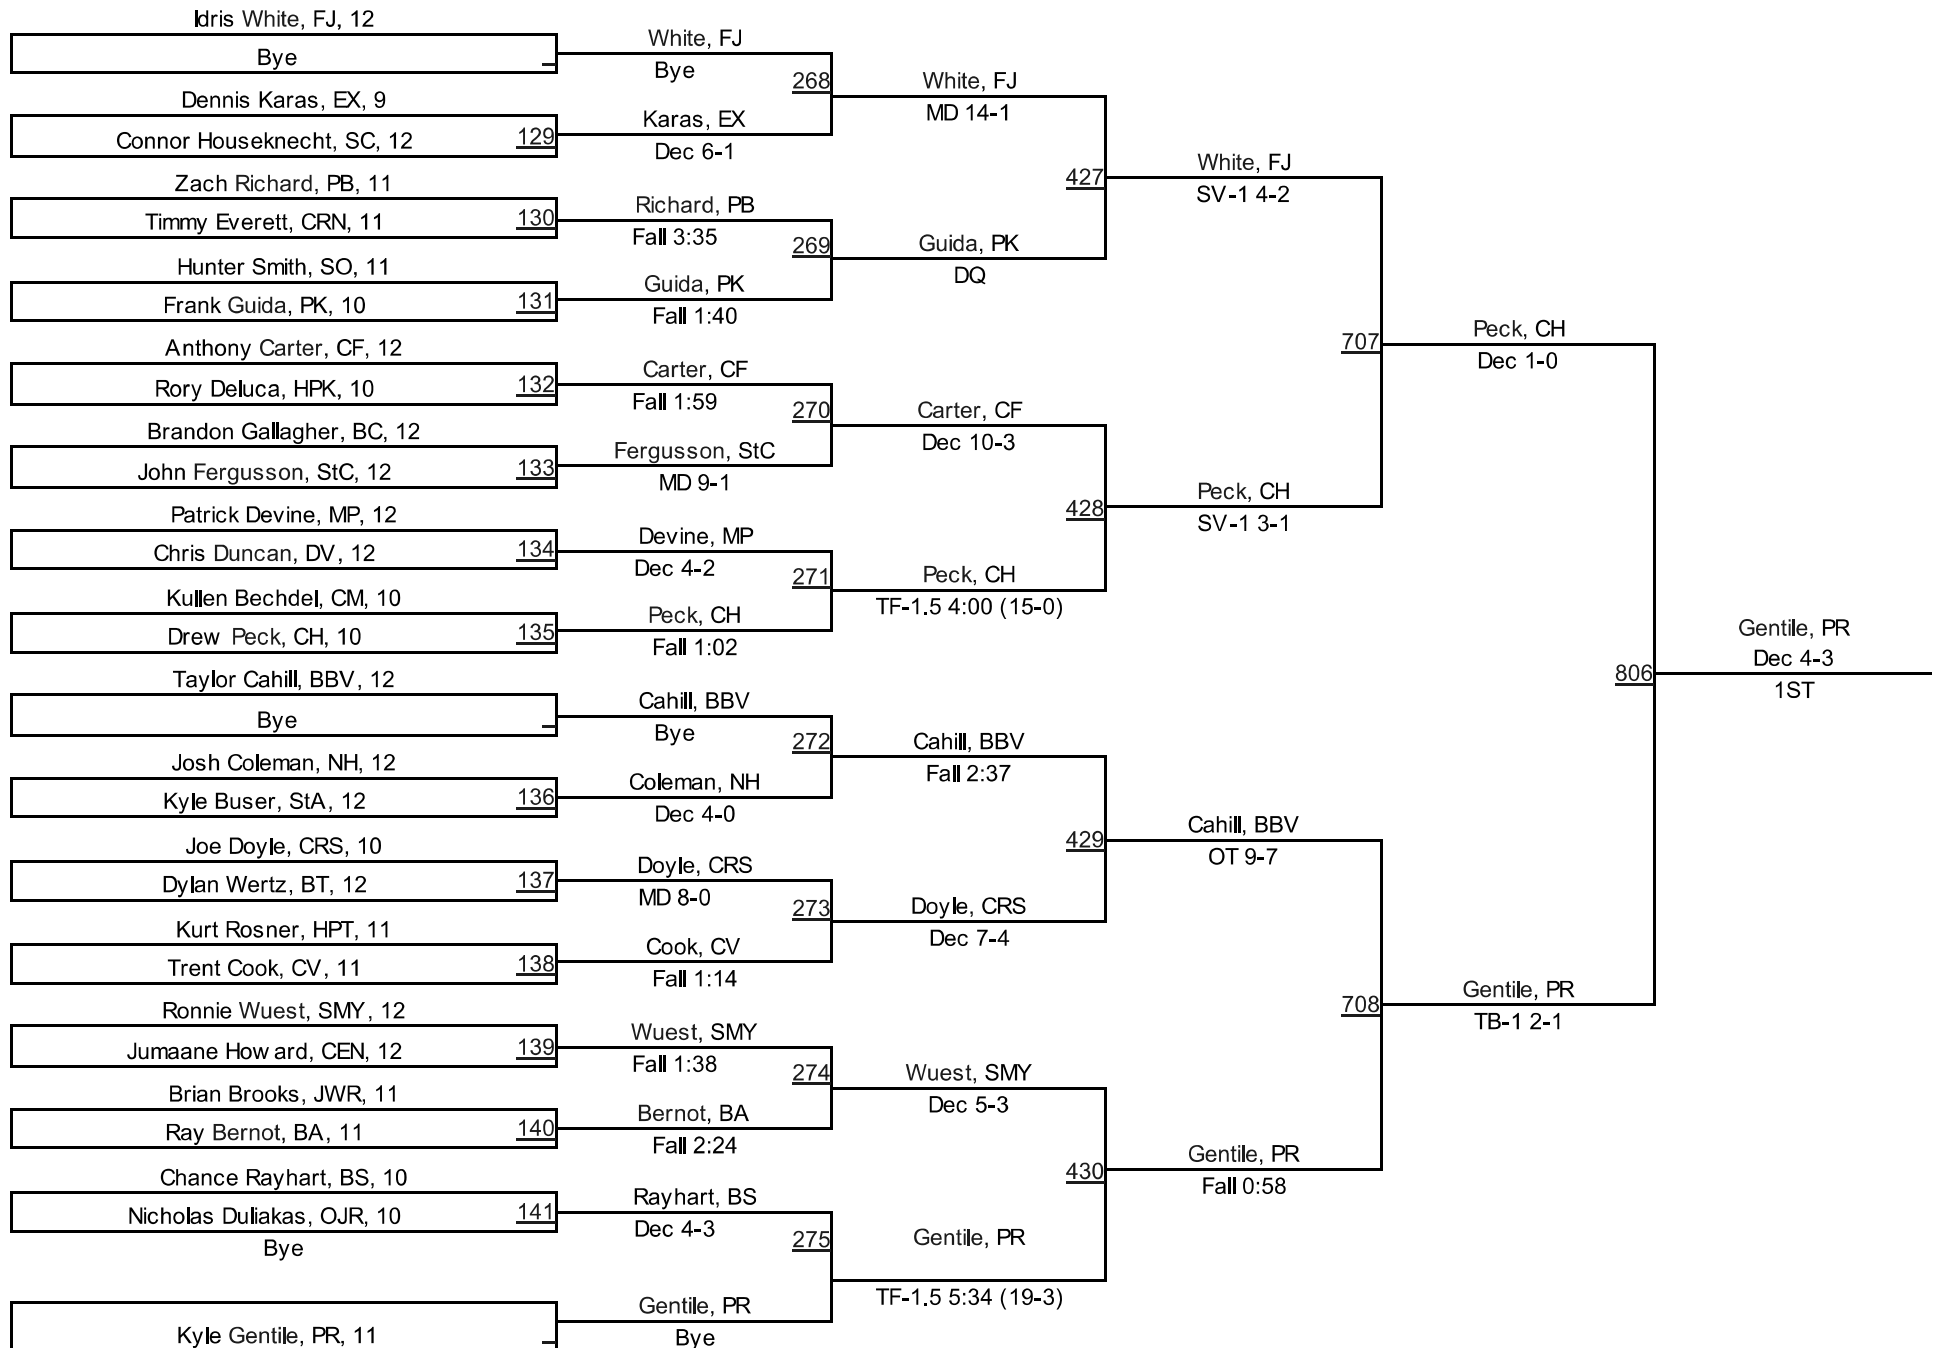 Idris White, FJ, 12
Bye
Dennis Karas, EX, 9
Connor Houseknecht, SC, 12
129
Zach Richard, PB, 11
Timmy Everett, CRN, 11
130
Hunter Smith, SO, 11
Frank Guida, PK, 10
131
Anthony Carter, CF, 12
Rory Deluca, HPK, 10
132
Brandon Gallagher, BC, 12
John Fergusson, StC, 12
133
Patrick Devine, MP, 12
Chris Duncan, DV, 12
134
Kullen Bechdel, CM, 10
Drew Peck, CH, 10
135
Taylor Cahill, BBV, 12
Bye
Josh Coleman, NH, 12
Kyle Buser, StA, 12
136
Joe Doyle, CRS, 10
Dylan Wertz, BT, 12
137
Kurt Rosner, HPT, 11
Trent Cook, CV, 11
138
Ronnie Wuest, SMY, 12
Jumaane How ard, CEN, 12
139
Brian Brooks, JWR, 11
Ray Bernot, BA, 11
140
Chance Rayhart, BS, 10
Nicholas Duliakas, OJR, 10
141
Bye
Kyle Gentile, PR, 11
White, FJ
Bye
268
Karas, EX
Dec 6-1
Richard, PB
Fall 3:35
269
Guida, PK
Fall 1:40
Carter, CF
Fall 1:59
270
Fergusson, StC
MD 9-1
Devine, MP
Dec 4-2
271
Peck, CH
Fall 1:02
Cahill, BBV
Bye
272
Coleman, NH
Dec 4-0
Doyle, CRS
MD 8-0
273
Cook, CV
Fall 1:14
Wuest, SMY
Fall 1:38
274
Bernot, BA
Fall 2:24
Rayhart, BS
Dec 4-3
275
Gentile, PR
Bye
White, FJ
MD 14-1
427
Guida, PK
DQ
Carter, CF
Dec 10-3
428
Peck, CH
TF-1.5 4:00 (15-0)
Cahill, BBV
Fall 2:37
429
Doyle, CRS
Dec 7-4
Wuest, SMY
Dec 5-3
430
Gentile, PR
TF-1.5 5:34 (19-3)
White, FJ
SV-1 4-2
707
Peck, CH
SV-1 3-1
Cahill, BBV
OT 9-7
708
Gentile, PR
Fall 0:58
Peck, CH
Dec 1-0
806
Gentile, PR
TB-1 2-1
Gentile, PR
Dec 4-3
1ST